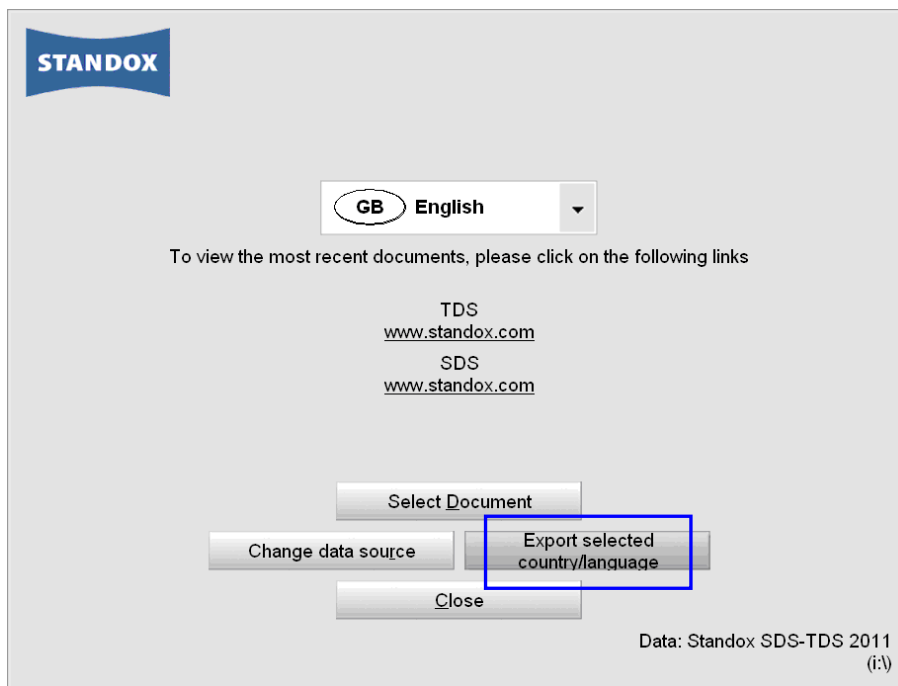 STANDOX
GB English
To view the most recent documents, please click on the following links
TDS
www.standox.com
SDS
www.standox.com
Select Document
Change data source
Export selected
country/language
Close
Data: Standox SDS-TDS 2011
(i:\)